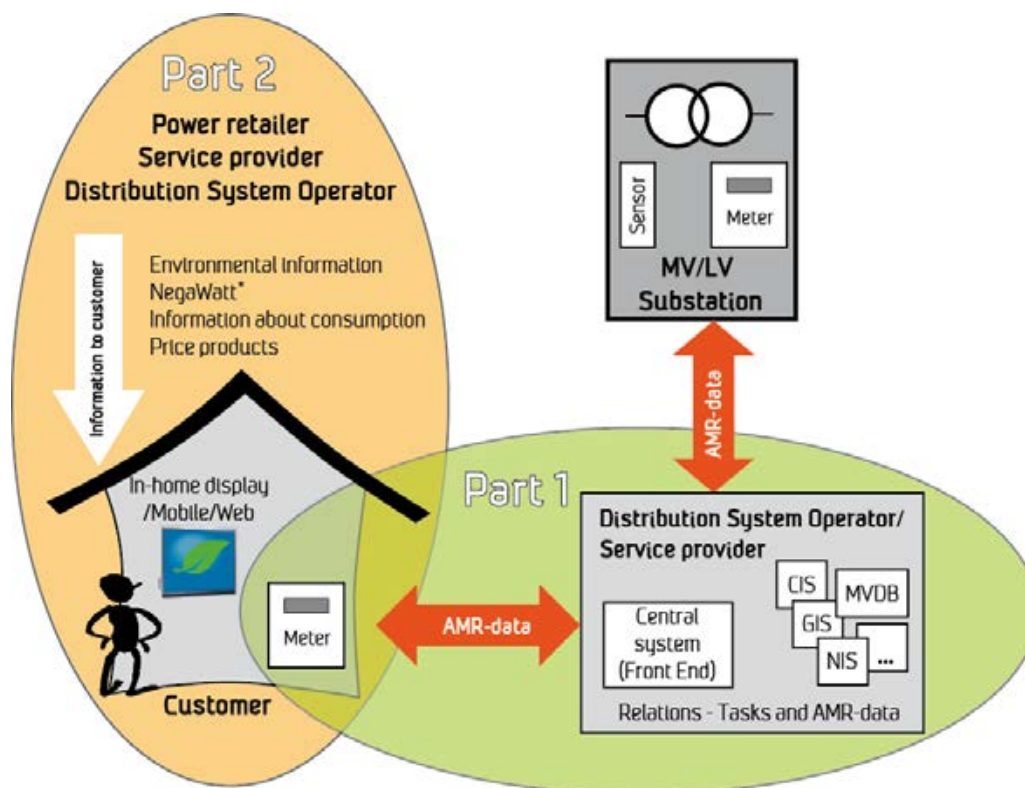 Part 2
Power retailer
Service provider
Distribution System Operator
Information to customer
Environmental information
NegaWatt*
Information about consumption
Price products
In-home display
/Mobile/Web
Meter
Customer
Sensor
Meter
MV/LV
Substation
AMR-data
Part 1
AMR-data
Distribution System Operator/
Service provider
Central
system
(Front End)
CIS
MVDB
GIS
NIS
...
Relations - Tasks and AMR-data